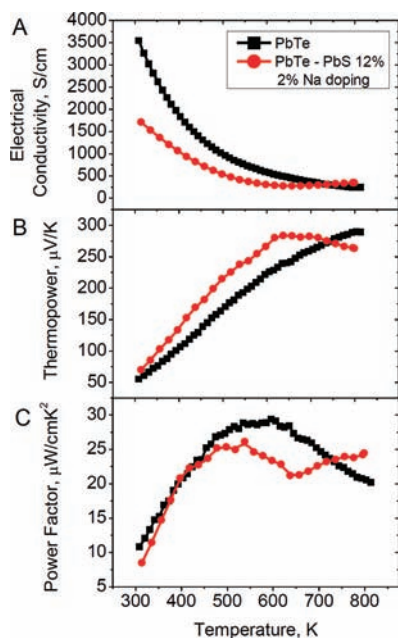 A
Electrical
Conductivity, S/cm
4000
3500
3000
2500
2000
1500
1000
500
0
PbTe
PbTe - PbS 12%
2% Na doping
B
Thermopower, µV/K
300
250
200
150
100
50
C
Power Factor, µW/cmK²
30
25
20
15
10
5
300 400 500 600 700 800
Temperature, K